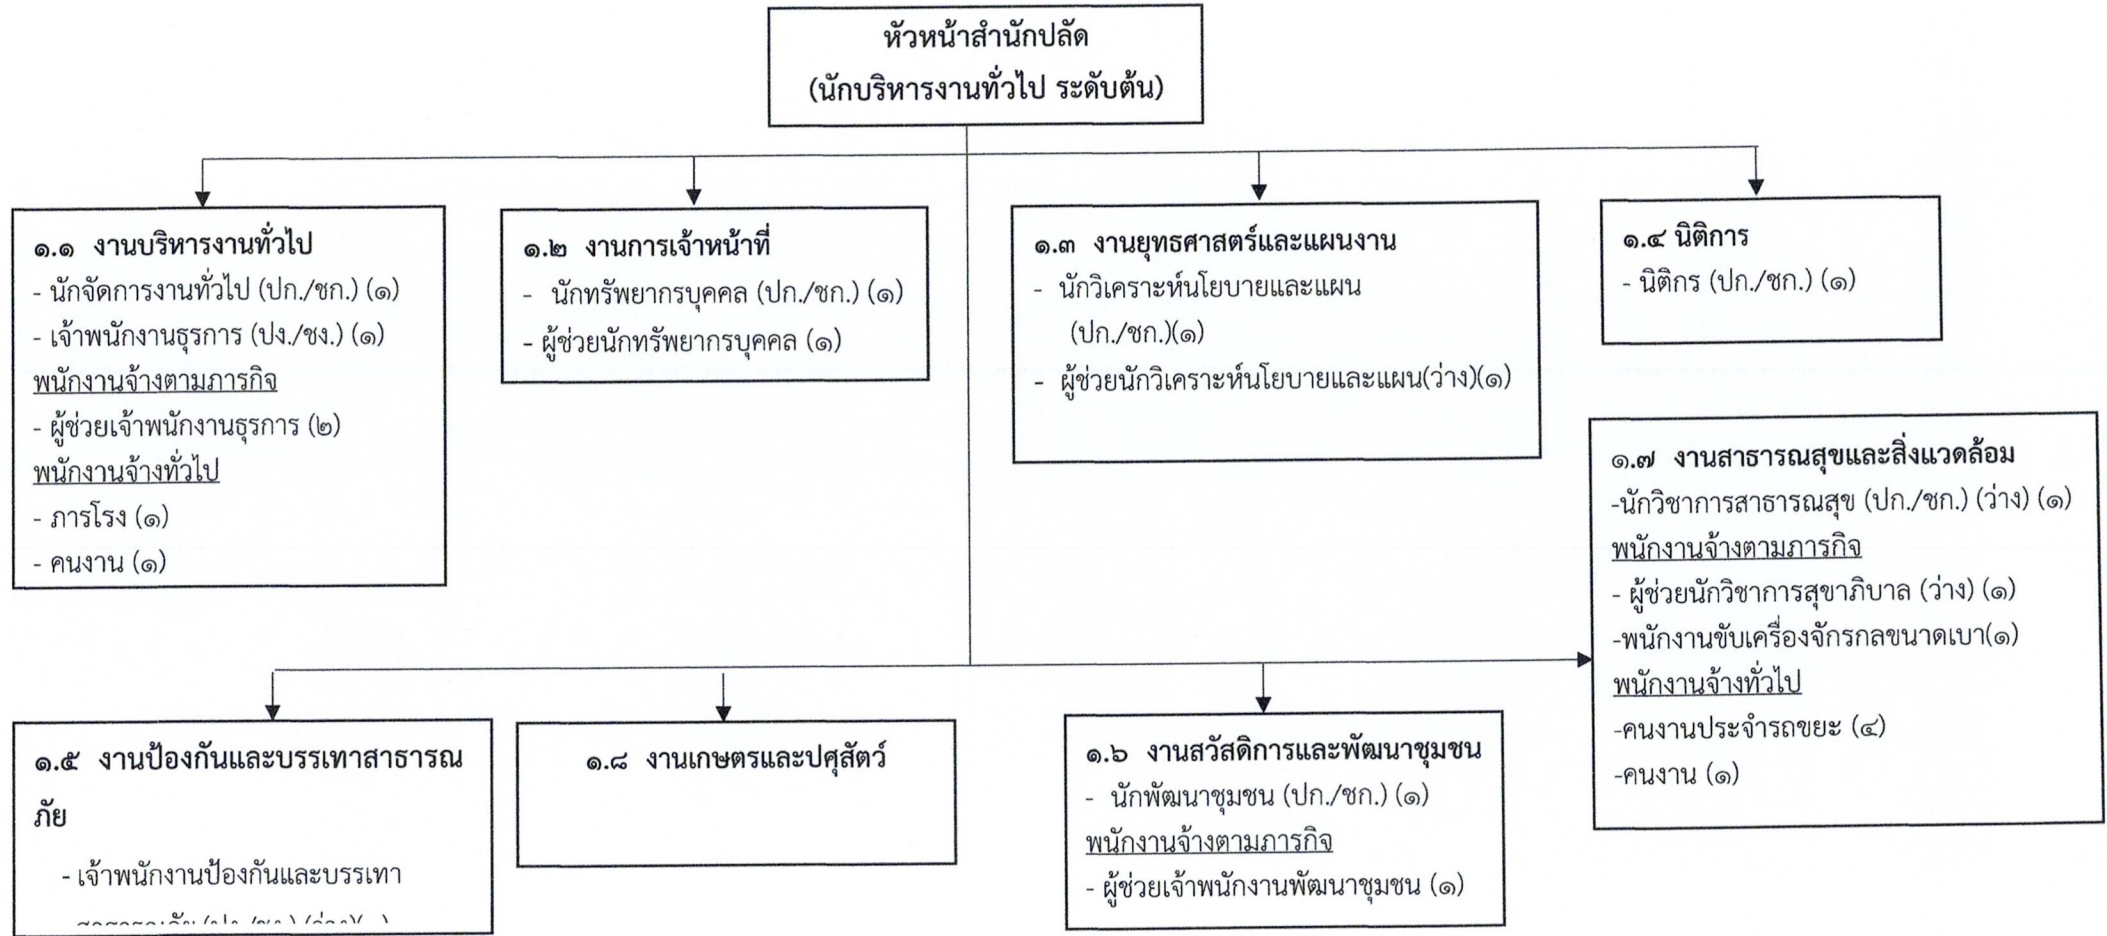 หัวหน้าสำนักปลัด
(นักบริหารงานทั่วไป ระดับต้น)
๑.๑ งานบริหารงานทั่วไป
- นักจัดการงานทั่วไป (ปก./ชก.) (๑)
- เจ้าพนักงานธุรการ (ปง./ชง.) (๑)
พนักงานจ้างตามภารกิจ
- ผู้ช่วยเจ้าพนักงานธุรการ (๒)
พนักงานจ้างทั่วไป
- ภารโรง (๑)
- คนงาน (๑)
๑.๒ งานการเจ้าหน้าที่
- นักทรัพยากรบุคคล (ปก./ชก.) (๑)
- ผู้ช่วยนักทรัพยากรบุคคล (๑)
๑.๓ งานยุทธศาสตร์และแผนงาน
- นักวิเคราะห์นโยบายและแผน
(ปก./ชก.)(๑)
- ผู้ช่วยนักวิเคราะห์นโยบายและแผน(ว่าง)(๑)
๑.๔ นิติการ
- นิติกร (ปก./ชก.) (๑)
๑.๗ งานสาธารณสุขและสิ่งแวดล้อม
-นักวิชาการสาธารณสุข (ปก./ชก.) (ว่าง) (๑)
พนักงานจ้างตามภารกิจ
- ผู้ช่วยนักวิชาการสุขาภิบาล (ว่าง) (๑)
-พนักงานขับเครื่องจักรกลขนาดเบา(๑)
พนักงานจ้างทั่วไป
-คนงานประจำรถขยะ (๔)
-คนงาน (๑)
๑.๕ งานป้องกันและบรรเทาสาธารณ
ภัย
- เจ้าพนักงานป้องกันและบรรเทา
๑.๘ งานเกษตรและปศุสัตว์
๑.๖ งานสวัสดิการและพัฒนาชุมชน
- นักพัฒนาชุมชน (ปก./ชก.) (๑)
พนักงานจ้างตามภารกิจ
- ผู้ช่วยเจ้าพนักงานพัฒนาชุมชน (๑)